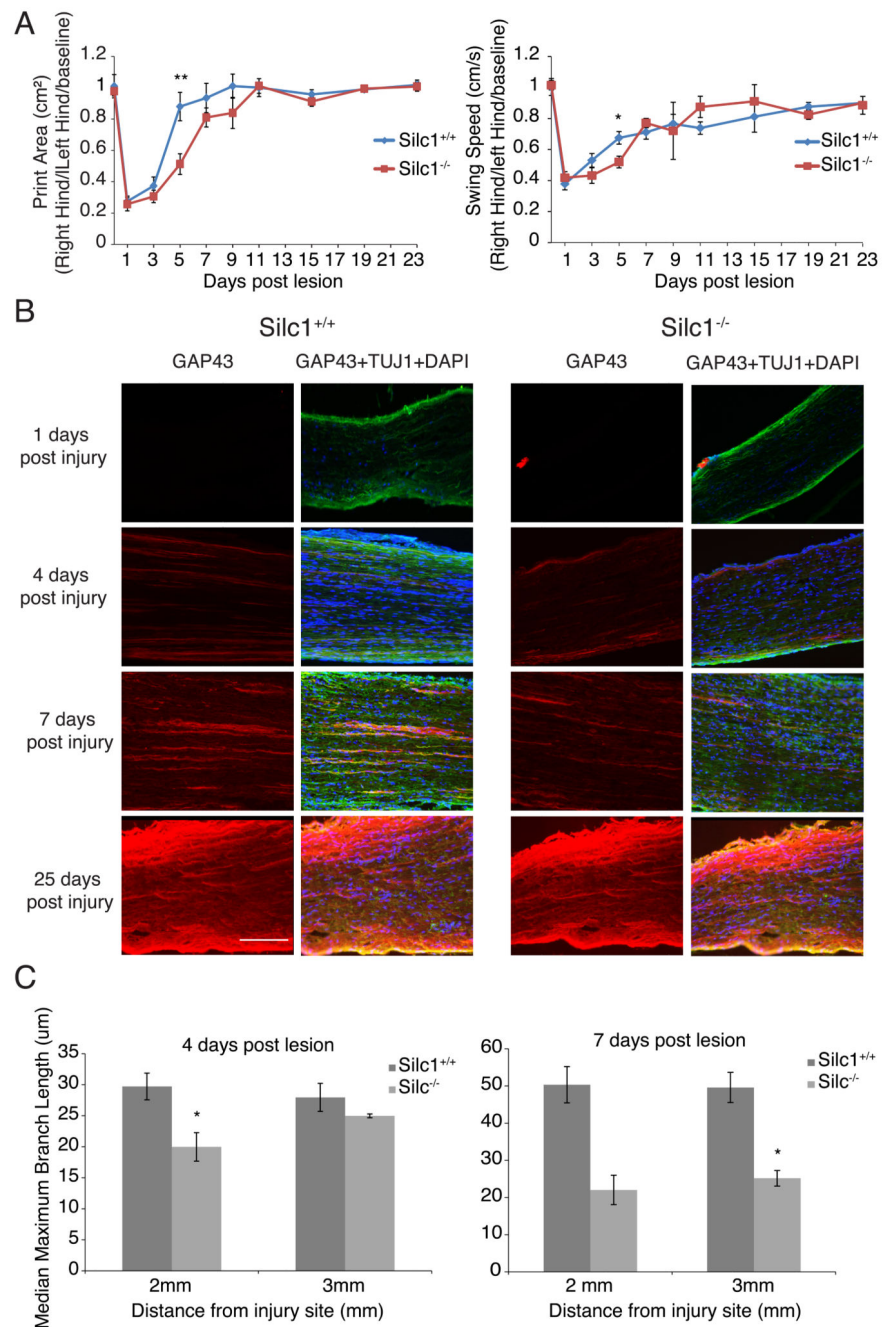 A
Print Area (cm²)
(Right Hind/lLeft Hind/baseline)
1.2
1
0.8
0.6
0.4
0.2
0
**
Silc1+/+
Silc1-/-
1 3 5 7 9 11 13 15 17 19 21 23
Days post lesion
Swing Speed (cm/s)
(Right Hind/left Hind/baseline)
1.2
1
0.8
0.6
0.4
0.2
0
*
Silc1+/+
Silc1-/-
1 3 5 7 9 11 13 15 17 19 21 23
Days post lesion
B
Silc1+/+
Silc1-/-
GAP43
GAP43+TUJ1+DAPI
GAP43
GAP43+TUJ1+DAPI
1 days
post injury
4 days
post injury
7 days
post injury
25 days
post injury
C
Median Maximum Branch Length (um)
4 days post lesion
35
30
25
20
15
10
5
0
Silc1+/+
Silc-/-
*
2mm 3mm
Distance from injury site (mm)
7 days post lesion
60
50
40
30
20
10
0
Silc1+/+
Silc-/-
*
2 mm 3mm
Distance from injury site (mm)